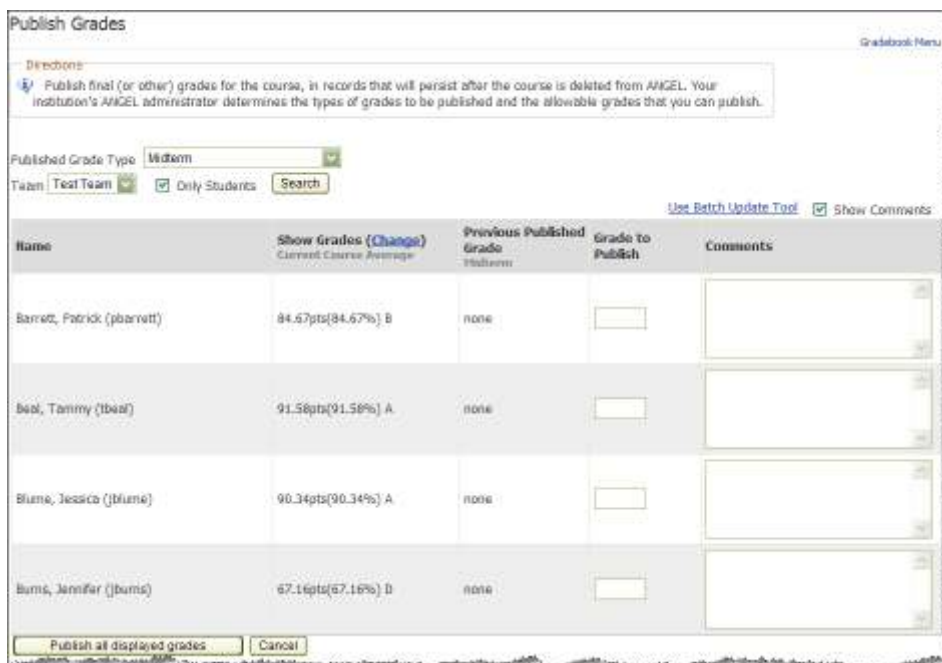 Publish Grades
Gradebook Menu
Directions
Publish final (or other) grades for the course, in records that will persist after the course is deleted from ANGEL. Your
institution's ANGEL administrator determines the types of grades to be published and the allowable grades that you can publish.
Published Grade Type Midterm
Team Test Team Only Students Search
Use Batch Update Tool Show Comments
Name Show Grades (Change) Previous Published Grade to Comments
Current Course Average Grade Publish
Midterm
Barrett, Patrick (pbarrett) 84.67pts(84.67%) B none
Beal, Tammy (tbeal) 91.58pts(91.58%) A none
Blume, Jessica (jblume) 90.34pts(90.34%) A none
Burns, Jennifer (jburns) 67.16pts(67.16%) D none
Publish all displayed grades Cancel